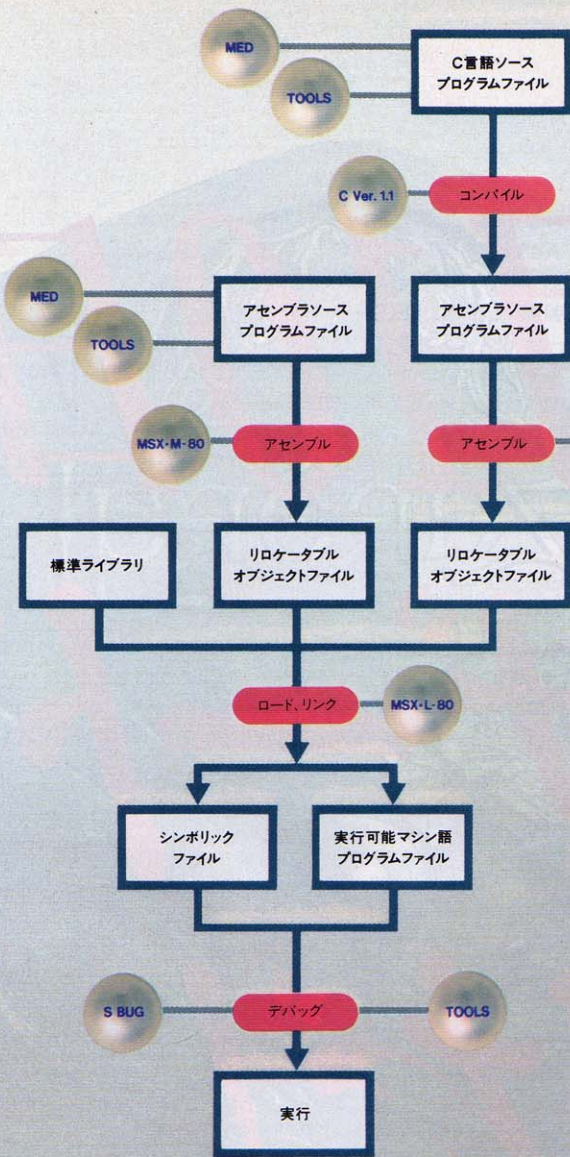 MED
C言語ソース
プログラムファイル
TOOLS
C Ver. 1.1
コンパイル
MED
アセンブラソース
プログラムファイル
アセンブラソース
プログラムファイル
TOOLS
MSX・M-80
アセンブル
アセンブル
標準ライブラリ
リロケータブル
オブジェクトファイル
リロケータブル
オブジェクトファイル
ロード、リンク
MSX・L-80
シンボリック
ファイル
実行可能マシン語
プログラムファイル
S BUG
デバッグ
TOOLS
実行